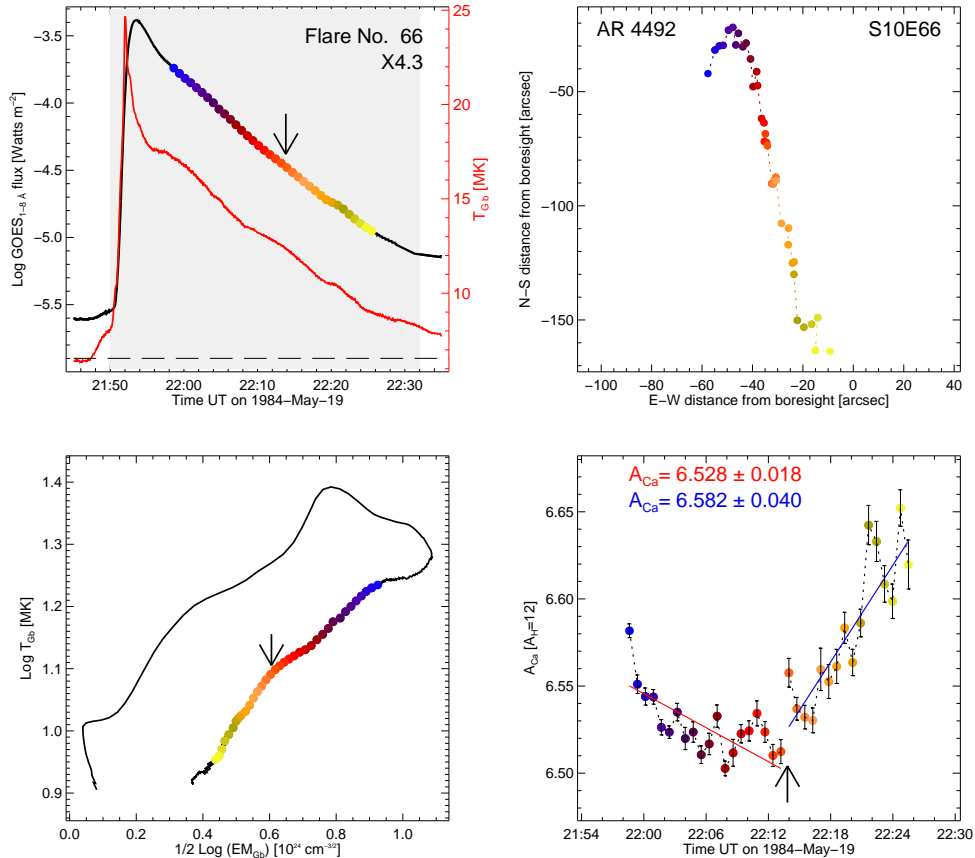 Flare No. 66
X4.3
Log GOES1−8 Å flux [Watts m−2]
−3.5
−4.0
−4.5
−5.0
−5.5
25
20
15
10
TGb [MK]
21:50 22:00 22:10 22:20 22:30
Time UT on 1984−May−19
AR 4492 S10E66
N−S distance from boresight [arcsec]
0
−50
−100
−150
−100 −80 −60 −40 −20 0 20 40
E−W distance from boresight [arcsec]
Log TGb [MK]
1.4
1.3
1.2
1.1
1.0
0.9
0.0 0.2 0.4 0.6 0.8 1.0
1/2 Log (EMGb) [10²⁴ cm−3/2]
ACa= 6.528 ± 0.018
ACa= 6.582 ± 0.040
ACa [AH=12]
6.65
6.60
6.55
6.50
21:54 22:00 22:06 22:12 22:18 22:24 22:30
Time UT on 1984−May−19